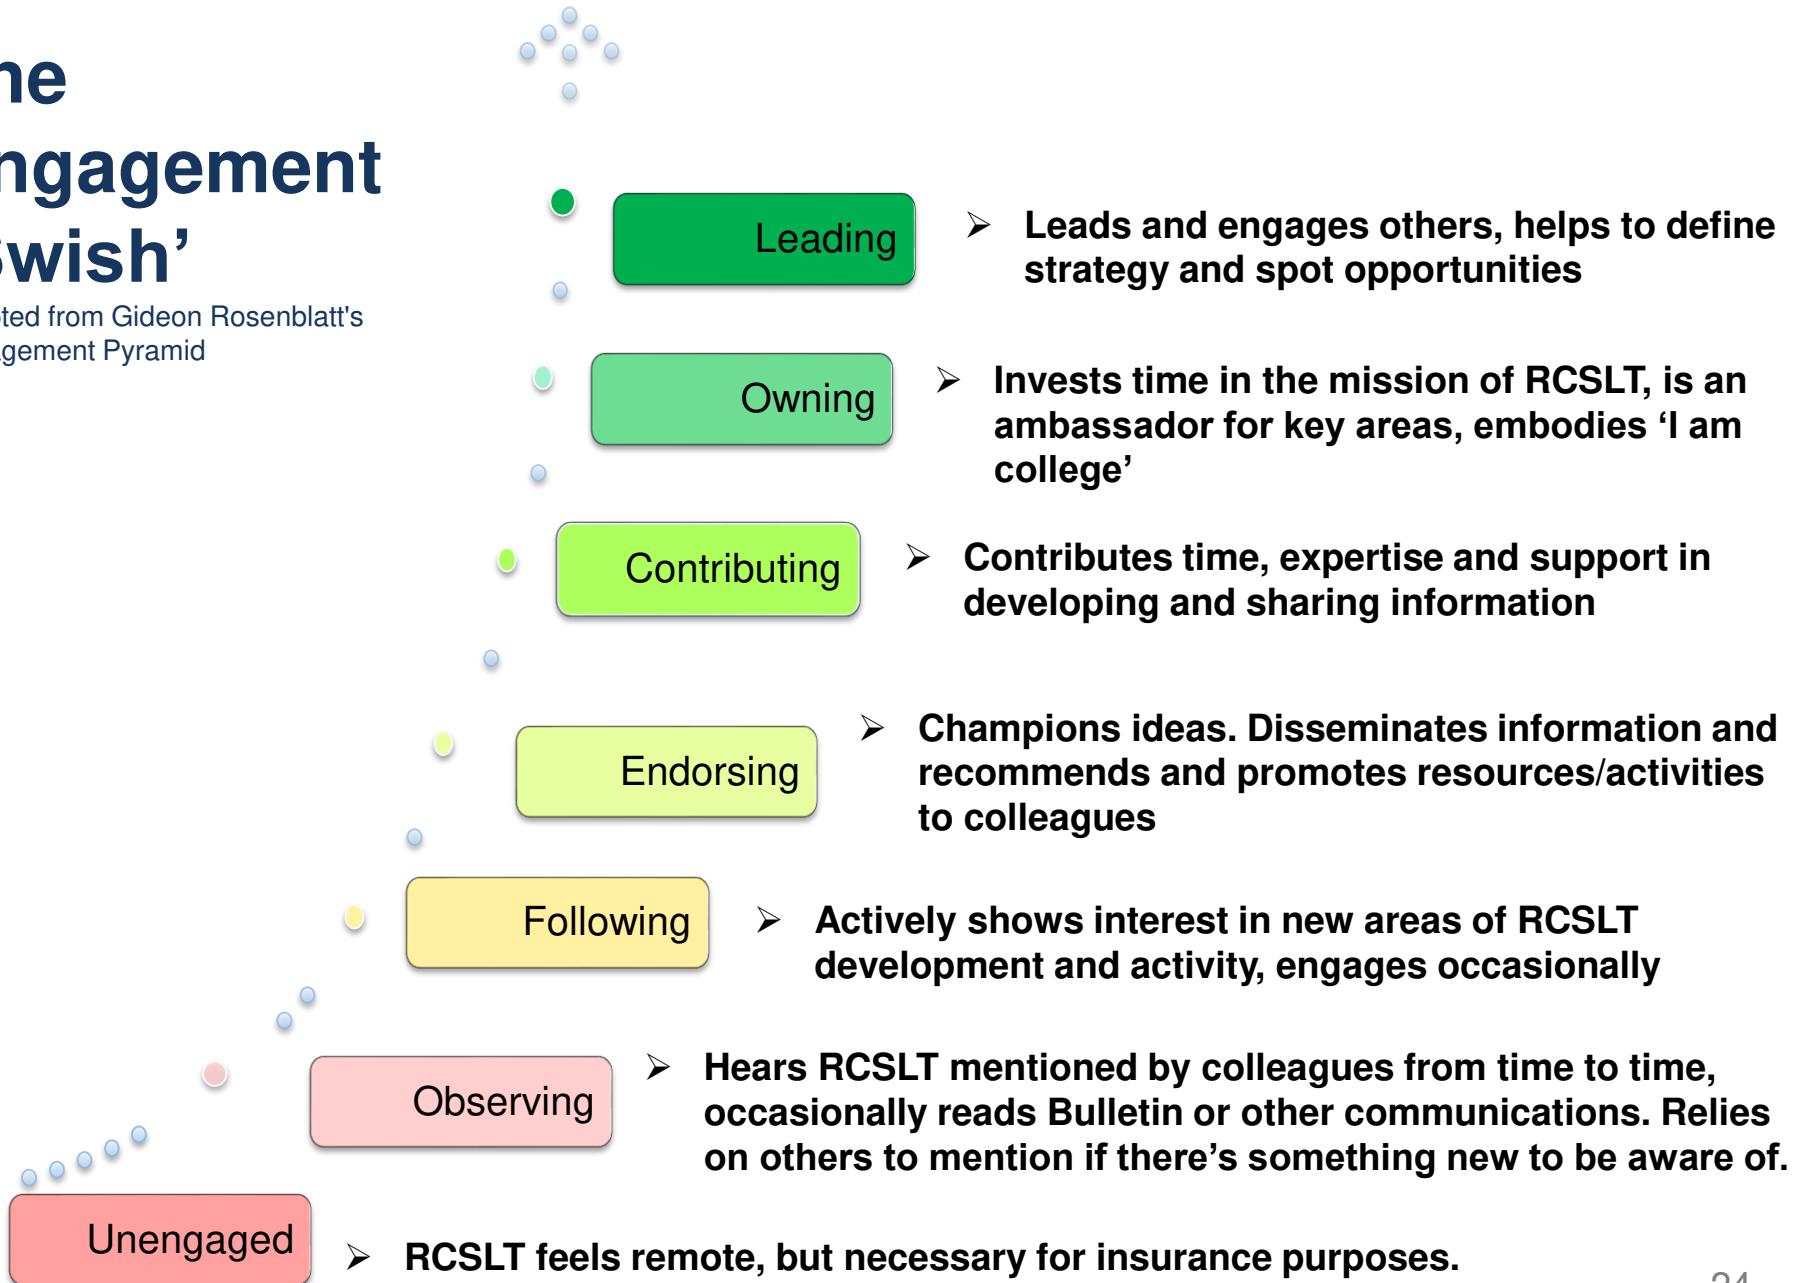 ne
ngagement
Swish’
oted from Gideon Rosenblatt's
gement Pyramid
Leading
➢ Leads and engages others, helps to define
strategy and spot opportunities
Owning
➢ Invests time in the mission of RCSLT, is an
ambassador for key areas, embodies ‘I am
college’
Contributing
➢ Contributes time, expertise and support in
developing and sharing information
Endorsing
➢ Champions ideas. Disseminates information and
recommends and promotes resources/activities
to colleagues
Following
➢ Actively shows interest in new areas of RCSLT
development and activity, engages occasionally
Observing
➢ Hears RCSLT mentioned by colleagues from time to time,
occasionally reads Bulletin or other communications. Relies
on others to mention if there’s something new to be aware of.
Unengaged
➢ RCSLT feels remote, but necessary for insurance purposes.